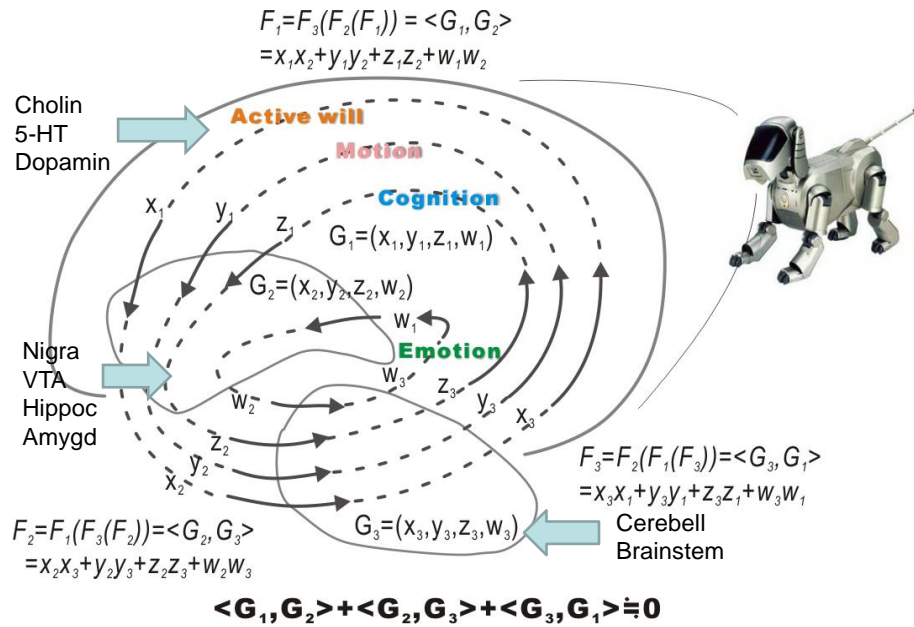 F₁=F₃(F₂(F₁)) = <G₁,G₂>
=x₁x₂+y₁y₂+z₁z₂+w₁w₂
Cholin
5-HT
Dopamin
Active will
Motion
Cognition
x₁
y₁
z₁
G₁=(x₁,y₁,z₁,w₁)
G₂=(x₂,y₂,z₂,w₂)
w₁
Emotion
Nigra
VTA
Hippoc
Amygd
w₃
w₂
z₃
y₃
x₃
z₂
y₂
x₂
F₃=F₂(F₁(F₃))=<G₃,G₁>
=x₃x₁+y₃y₁+z₃z₁+w₃w₁
G₃=(x₃,y₃,z₃,w₃)
Cerebell
Brainstem
F₂=F₁(F₃(F₂))=<G₂,G₃>
=x₂x₃+y₂y₃+z₂z₃+w₂w₃
<G₁,G₂>+<G₂,G₃>+<G₃,G₁>≒0